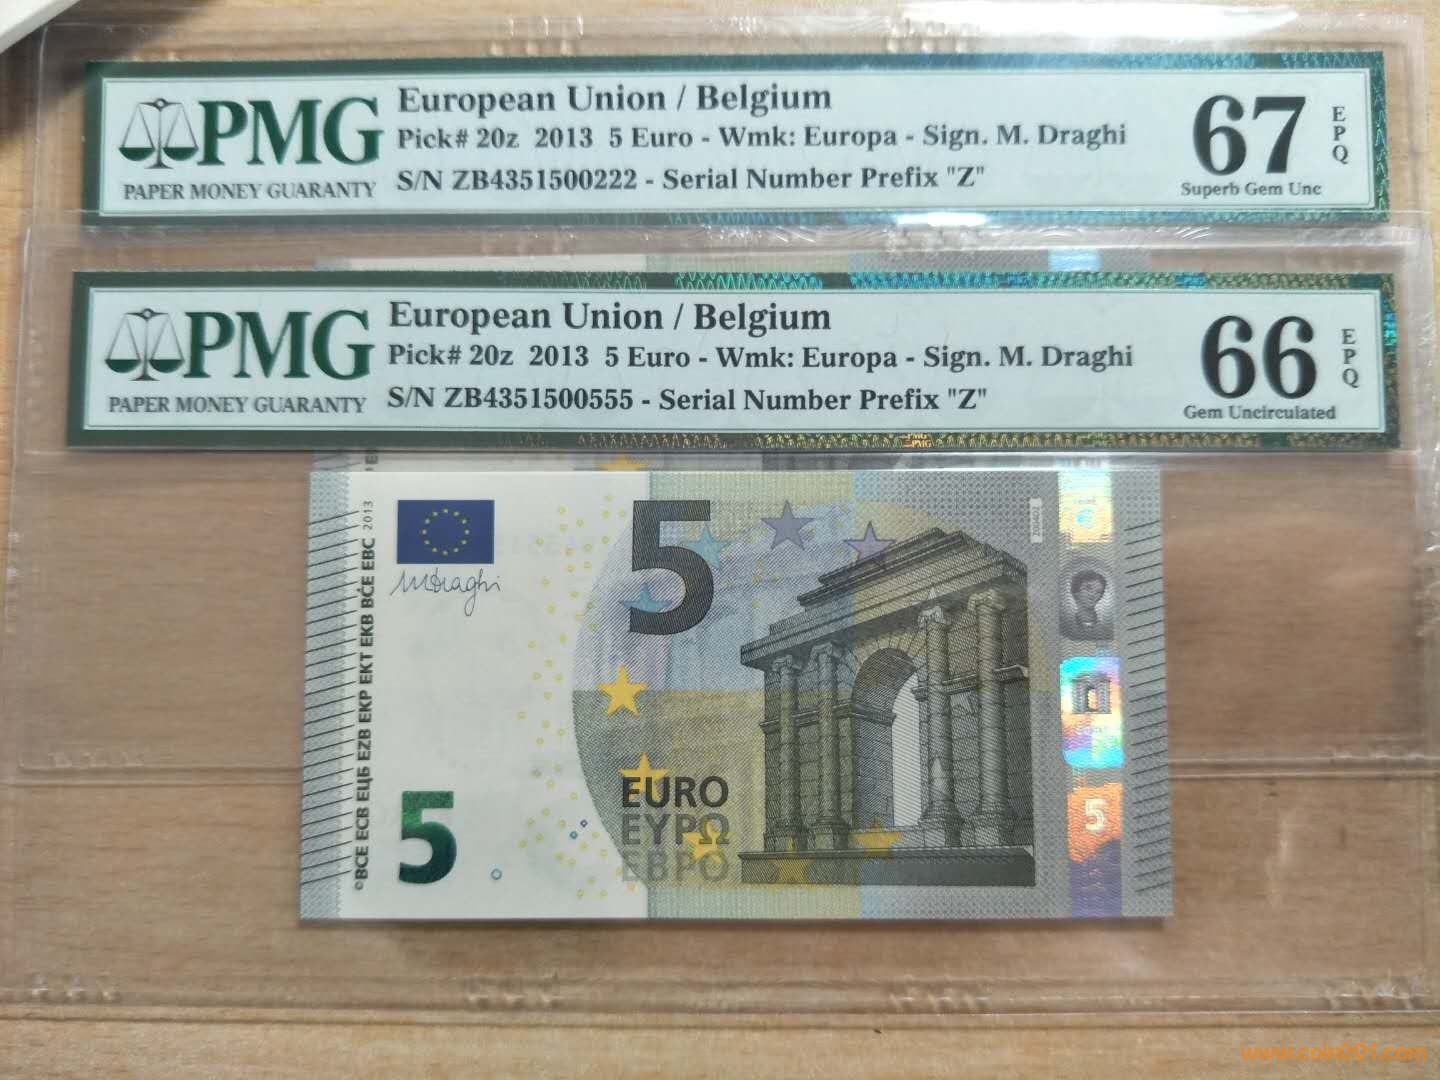 PMG
PAPER MONEY GUARANTY
European Union / Belgium
Pick# 20z 2013 5 Euro - Wmk: Europa - Sign. M. Draghi
S/N ZB4351500222 - Serial Number Prefix "Z"
67
EPQ
Superb Gem Unc
PMG
PAPER MONEY GUARANTY
European Union / Belgium
Pick# 20z 2013 5 Euro - Wmk: Europa - Sign. M. Draghi
S/N ZB4351500555 - Serial Number Prefix "Z"
66
EPQ
Gem Uncirculated
©BCE ECB ЕЦБ EZB EKP EKT EKB BĊE EBC 2013
M Draghi
5
5
EURO
ΕΥΡΩ
ЕВРО
5
www.coin001.com